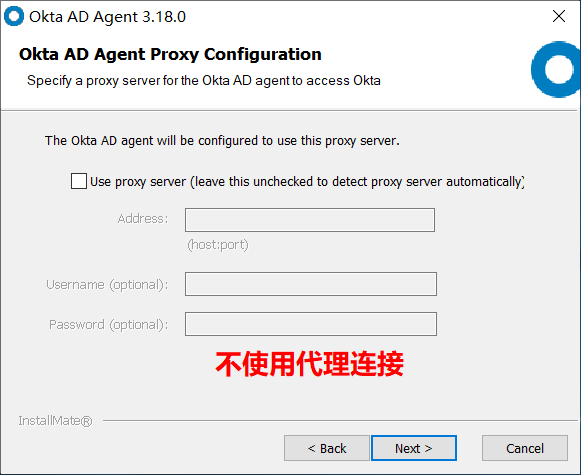 Okta AD Agent 3.18.0
Okta AD Agent Proxy Configuration
Specify a proxy server for the Okta AD agent to access Okta
The Okta AD agent will be configured to use this proxy server.
Use proxy server (leave this unchecked to detect proxy server automatically)
Address:
(host:port)
Username (optional):
Password (optional):
不使用代理连接
InstallMate®
< Back
Next >
Cancel